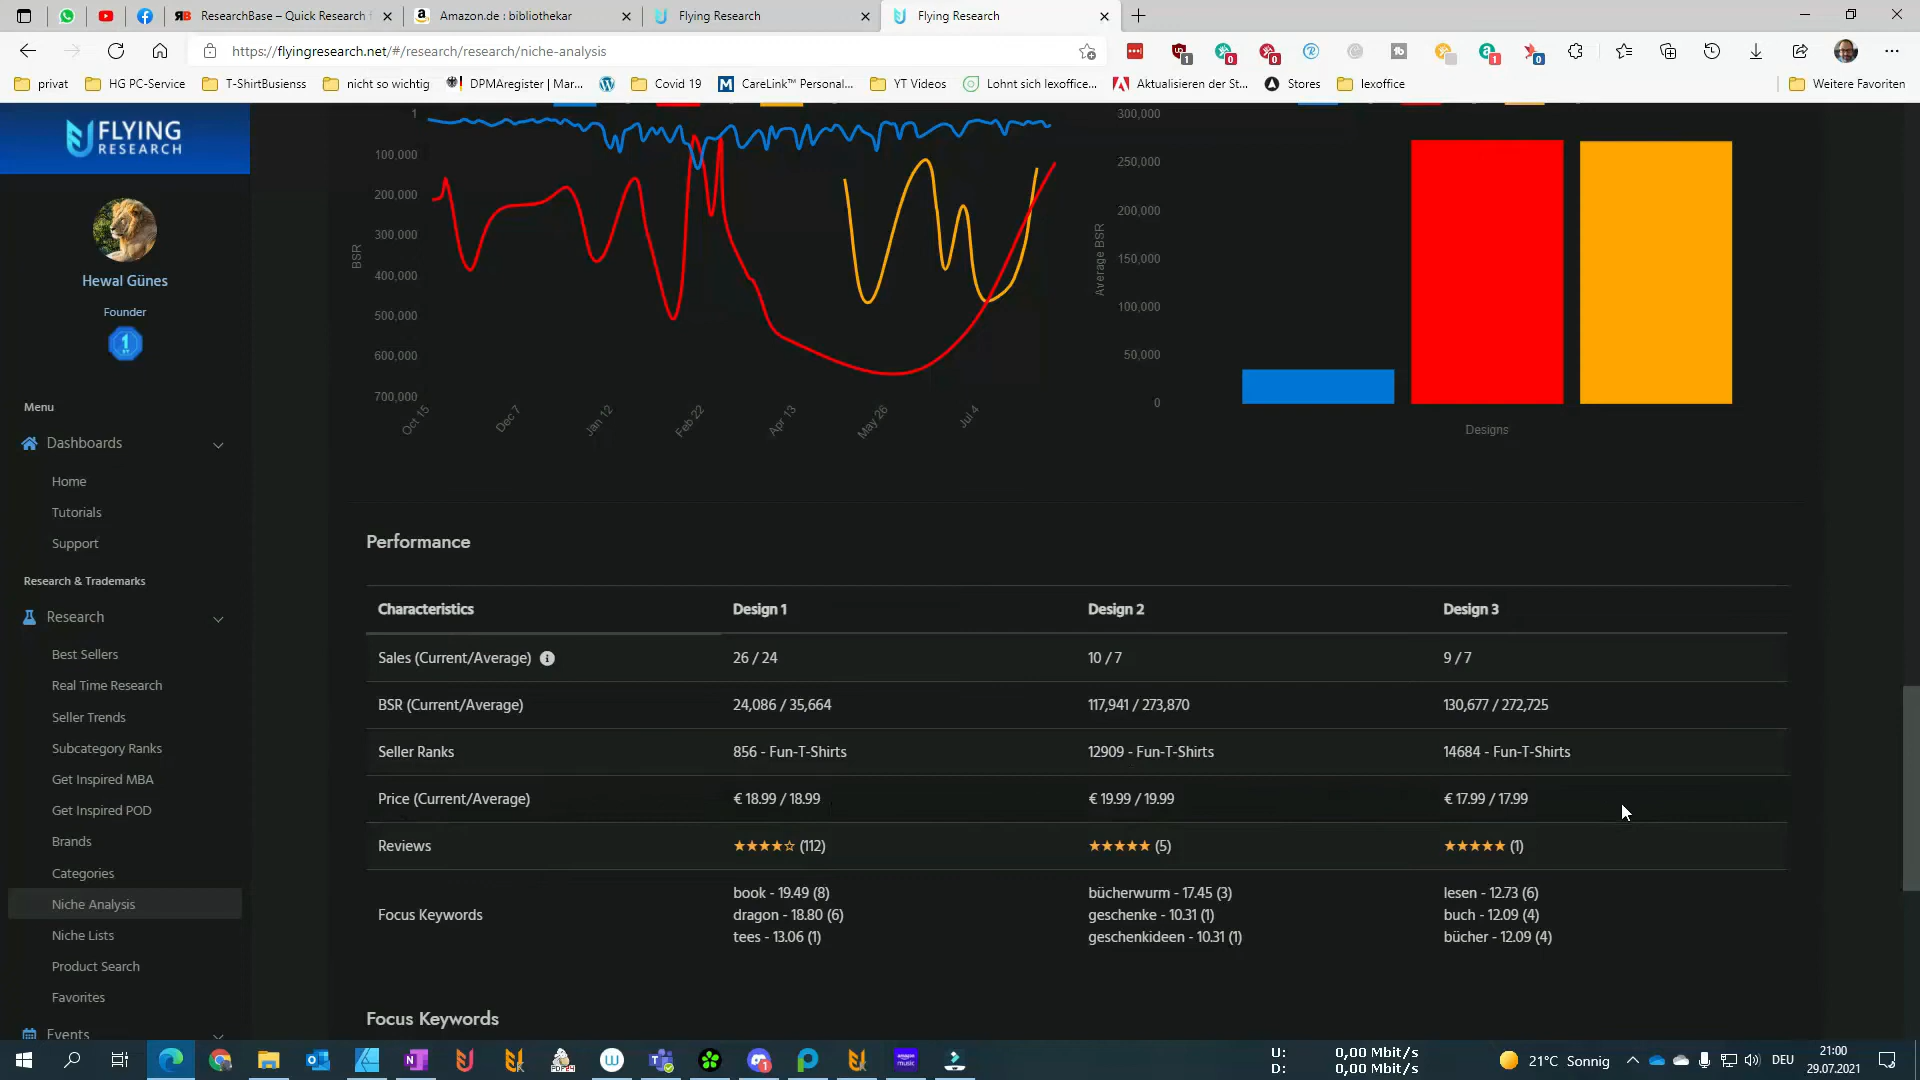 ResearchBase – Quick Research f
Amazon.de : bibliothekar
Flying Research
Flying Research
https://flyingresearch.net/#/research/research/niche-analysis
privat
HG PC-Service
T-ShirtBusienss
nicht so wichtig
DPMAregister | Mar...
Covid 19
CareLink™ Personal...
YT Videos
Lohnt sich lexoffice...
Aktualisieren der St...
Stores
lexoffice
Weitere Favoriten
FLYING
RESEARCH
Hewal Günes
Founder
1
Menu
Dashboards
Home
Tutorials
Support
Research & Trademarks
Research
Best Sellers
Real Time Research
Seller Trends
Subcategory Ranks
Get Inspired MBA
Get Inspired POD
Brands
Categories
Niche Analysis
Niche Lists
Product Search
Favorites
Events
1
100,000
200,000
300,000
400,000
500,000
600,000
700,000
BSR
Oct 15
Dec 7
Jan 12
Feb 22
Apr 13
May 26
Jul 4
300,000
250,000
200,000
150,000
100,000
50,000
0
Average BSR
Designs
Performance
Characteristics Design 1 Design 2 Design 3
Sales (Current/Average) 26 / 24 10 / 7 9 / 7
BSR (Current/Average) 24,086 / 35,664 117,941 / 273,870 130,677 / 272,725
Seller Ranks 856 - Fun-T-Shirts 12909 - Fun-T-Shirts 14684 - Fun-T-Shirts
Price (Current/Average) € 18.99 / 18.99 € 19.99 / 19.99 € 17.99 / 17.99
Reviews ★★★★☆ (112) ★★★★★ (5) ★★★★★ (1)
Focus Keywords
book - 19.49 (8)
dragon - 18.80 (6)
tees - 13.06 (1)
bücherwurm - 17.45 (3)
geschenke - 10.31 (1)
geschenkideen - 10.31 (1)
lesen - 12.73 (6)
buch - 12.09 (4)
bücher - 12.09 (4)
Focus Keywords
U: 0,00 Mbit/s
D: 0,00 Mbit/s
21°C Sonnig
DEU
21:00
29.07.2021